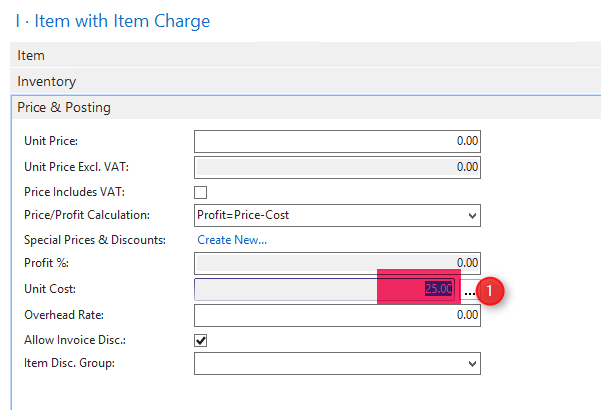 I · Item with Item Charge
Item
Inventory
Price & Posting
Unit Price: 0.00
Unit Price Excl. VAT: 0.00
Price Includes VAT:
Price/Profit Calculation: Profit=Price-Cost
Special Prices & Discounts: Create New...
Profit %: 0.00
Unit Cost: 25.00 ... 1
Overhead Rate: 0.00
Allow Invoice Disc.:
Item Disc. Group: